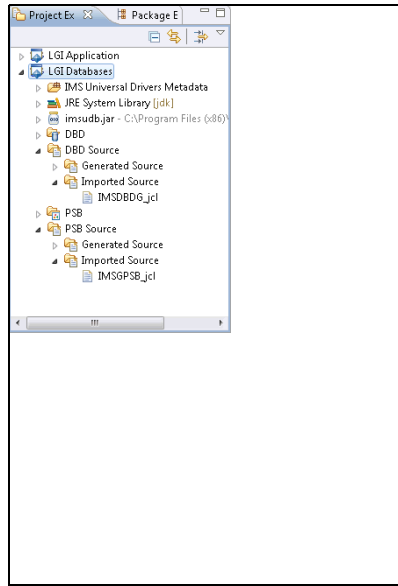 Project Ex Package E
LGI Application
LGI Databases
IMS Universal Drivers Metadata
JRE System Library [jdk]
imsudb.jar - C:\Program Files (x86)\
DBD
DBD Source
Generated Source
Imported Source
IMSDBDG_jcl
PSB
PSB Source
Generated Source
Imported Source
IMSGPSB_jcl